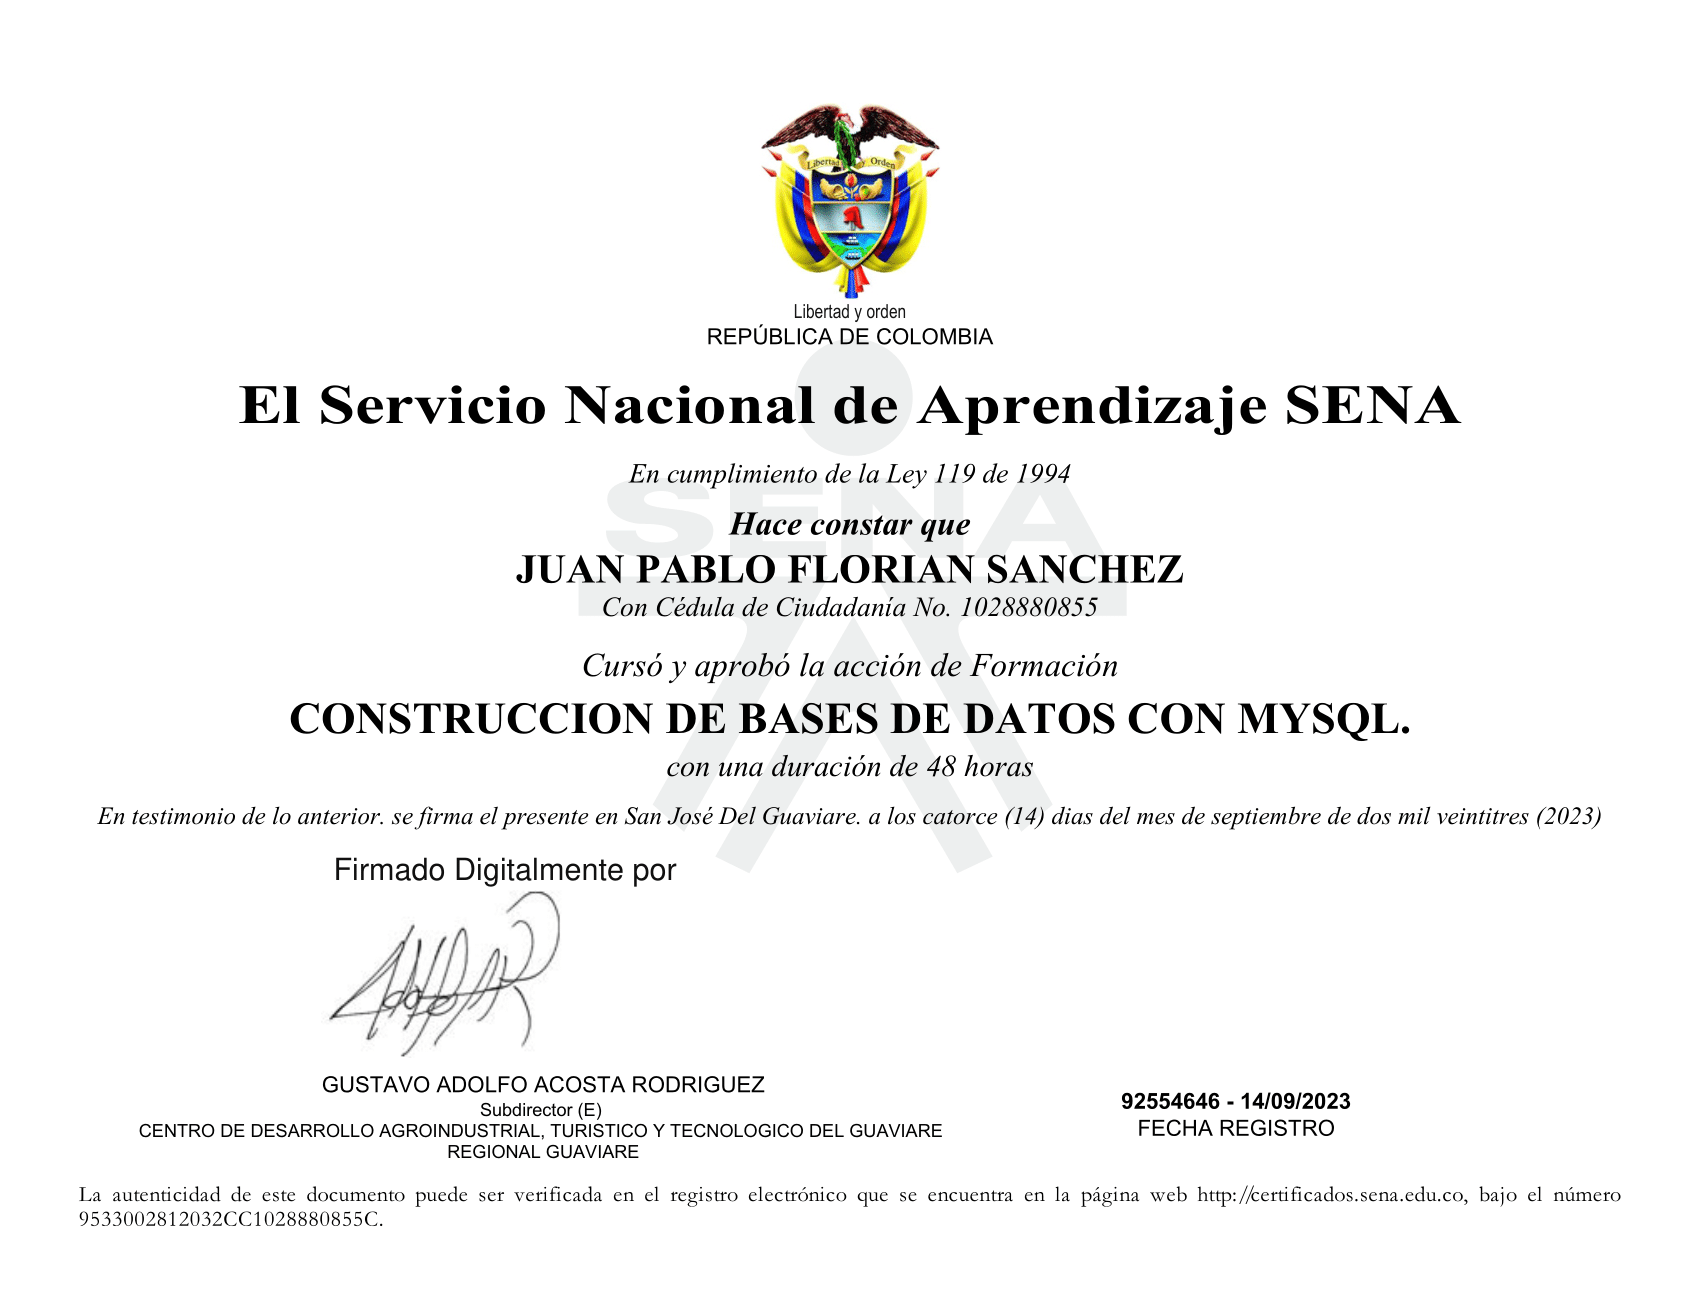 Libertad y Orden
Libertad y orden
REPÚBLICA DE COLOMBIA
El Servicio Nacional de Aprendizaje SENA
En cumplimiento de la Ley 119 de 1994
SENA
Hace constar que
JUAN PABLO FLORIAN SANCHEZ
Con Cédula de Ciudadanía No. 1028880855
Cursó y aprobó la acción de Formación
CONSTRUCCION DE BASES DE DATOS CON MYSQL.
con una duración de 48 horas
En testimonio de lo anterior. se firma el presente en San José Del Guaviare. a los catorce (14) dias del mes de septiembre de dos mil veintitres (2023)
Firmado Digitalmente por
GUSTAVO ADOLFO ACOSTA RODRIGUEZ
Subdirector (E)
CENTRO DE DESARROLLO AGROINDUSTRIAL, TURISTICO Y TECNOLOGICO DEL GUAVIARE
REGIONAL GUAVIARE
92554646 - 14/09/2023
FECHA REGISTRO
La autenticidad de este documento puede ser verificada en el registro electrónico que se encuentra en la página web http://certificados.sena.edu.co, bajo el número
9533002812032CC1028880855C.